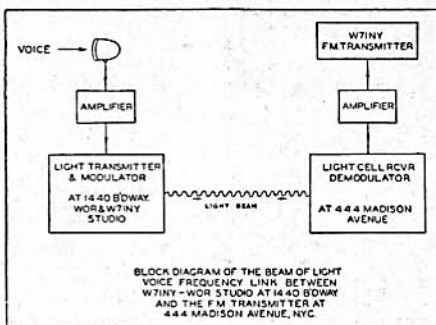 VOICE
W71NY
F.M. TRANSMITTER
AMPLIFIER
AMPLIFIER
LIGHT TRANSMITTER
& MODULATOR
AT 1440 B'DWAY.
WOR & W71NY
STUDIO
LIGHT BEAM
LIGHT CELL RCVR
DEMODULATOR
AT 444 MADISON
AVENUE
BLOCK DIAGRAM OF THE BEAM OF LIGHT
VOICE FREQUENCY LINK BETWEEN
W71NY-WOR STUDIO AT 1440 B'DWAY
AND THE FM TRANSMITTER AT
444 MADISON AVENUE, NYC.